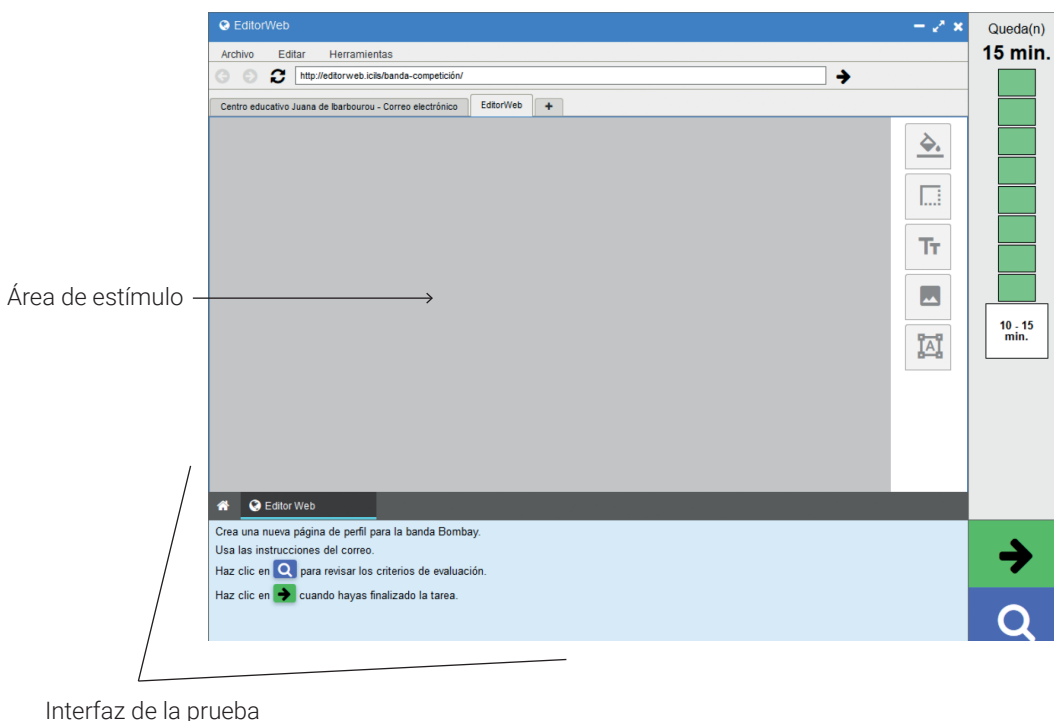 EditorWeb
Queda(n)
15 min.
Archivo Editar Herramientas
http://editorweb.icils/banda-competición/
Centro educativo Juana de Ibarbourou - Correo electrónico EditorWeb +
Tт
Área de estímulo
10 - 15
min.
A
Editor Web
Crea una nueva página de perfil para la banda Bombay.
Usa las instrucciones del correo.
Haz clic en para revisar los criterios de evaluación.
Haz clic en cuando hayas finalizado la tarea.
Interfaz de la prueba